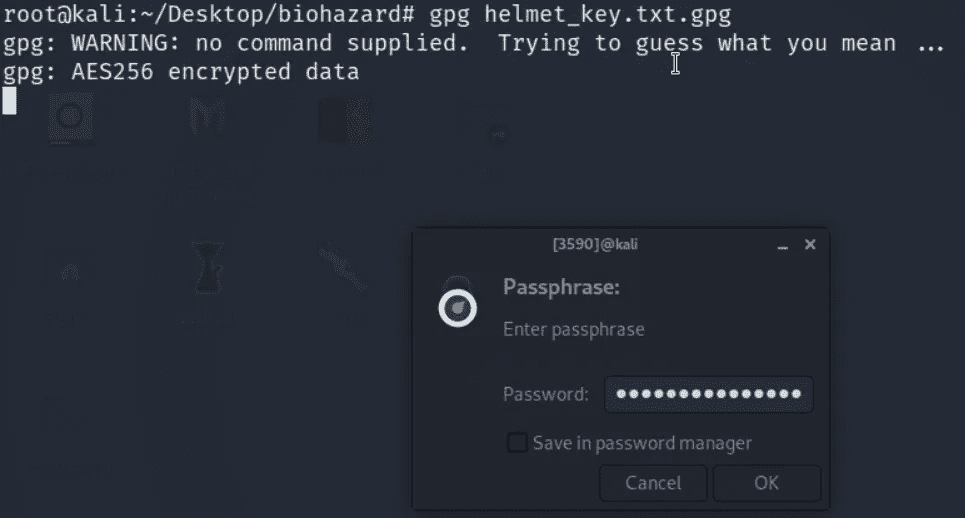 root@kali:~/Desktop/biohazard# gpg helmet_key.txt.gpg
gpg: WARNING: no command supplied.  Trying to guess what you mean ...
gpg: AES256 encrypted data
[3590]@kali
Passphrase:
Enter passphrase
Password: ●●●●●●●●●●●●●●●
Save in password manager
Cancel OK